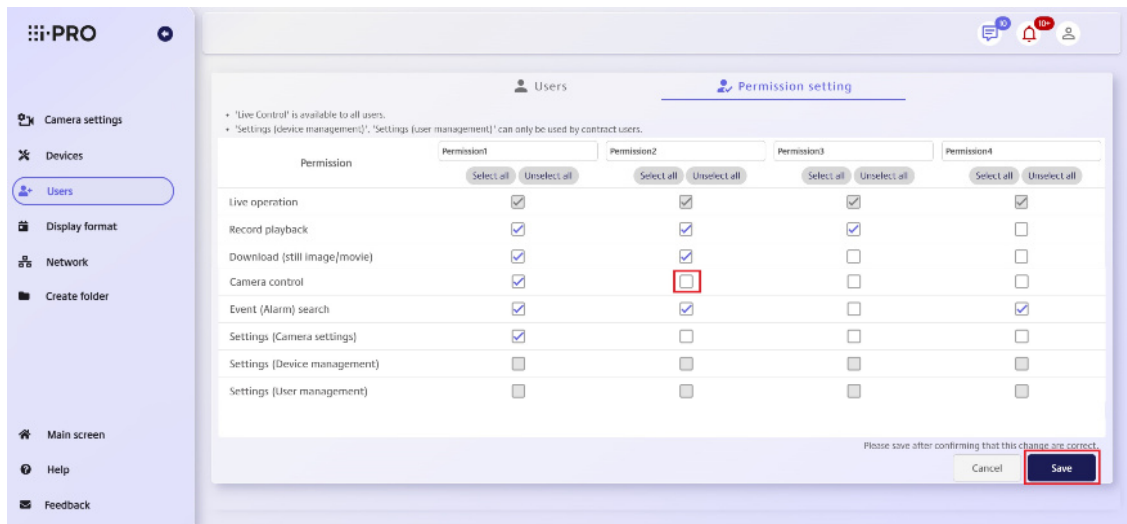 i-PRO
10
10+
Users
Permission setting
• 'Live Control' is available to all users.
• 'Settings (device management)', 'Settings (user management)' can only be used by contract users.
Camera settings
Devices
Users
Display format
Network
Create folder
Main screen
Help
Feedback
Permission
Permission1
Permission2
Permission3
Permission4
Select all Unselect all
Select all Unselect all
Select all Unselect all
Select all Unselect all
Live operation
Record playback
Download (still image/movie)
Camera control
Event (Alarm) search
Settings (Camera settings)
Settings (Device management)
Settings (User management)
Please save after confirming that this change are correct.
Cancel
Save